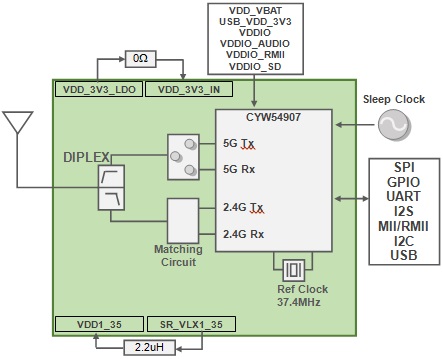 VDD_VBAT
USB_VDD_3V3
VDDIO
VDDIO_AUDIO
VDDIO_RMII
VDDIO_SD
0Ω
VDD_3V3_LDO
VDD_3V3_IN
Sleep Clock
CYW54907
5G Tx
5G Rx
2.4G Tx
2.4G Rx
DIPLEX
Matching
Circuit
SPI
GPIO
UART
I2S
MII/RMII
I2C
USB
Ref Clock
37.4MHz
VDD1_35
SR_VLX1_35
2.2uH